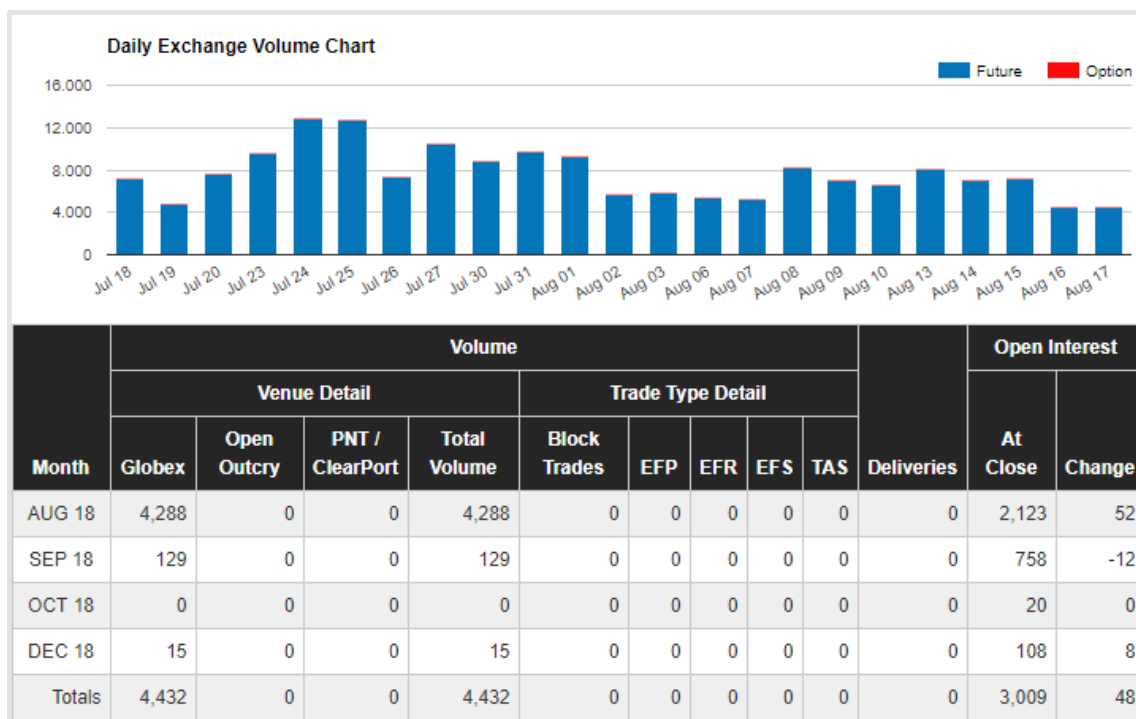 Daily Exchange Volume Chart
Future Option
16.000
12.000
8.000
4.000
0
Jul 18 Jul 19 Jul 20 Jul 23 Jul 24 Jul 25 Jul 26 Jul 27 Jul 30 Jul 31 Aug 01 Aug 02 Aug 03 Aug 06 Aug 07 Aug 08 Aug 09 Aug 10 Aug 13 Aug 14 Aug 15 Aug 16 Aug 17
Volume Open Interest
Venue Detail Trade Type Detail
Month Globex Open Outcry PNT / ClearPort Total Volume Block Trades EFP EFR EFS TAS Deliveries At Close Change
AUG 18 4,288 0 0 4,288 0 0 0 0 0 0 2,123 52
SEP 18 129 0 0 129 0 0 0 0 0 0 758 -12
OCT 18 0 0 0 0 0 0 0 0 0 0 20 0
DEC 18 15 0 0 15 0 0 0 0 0 0 108 8
Totals 4,432 0 0 4,432 0 0 0 0 0 0 3,009 48